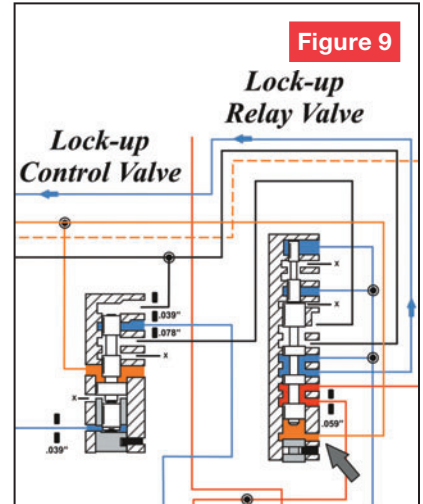 Figure 9
Lock-up
Relay Valve
Lock-up
Control Valve
x
.039"
.078"
x
x
x
.059"
.039"